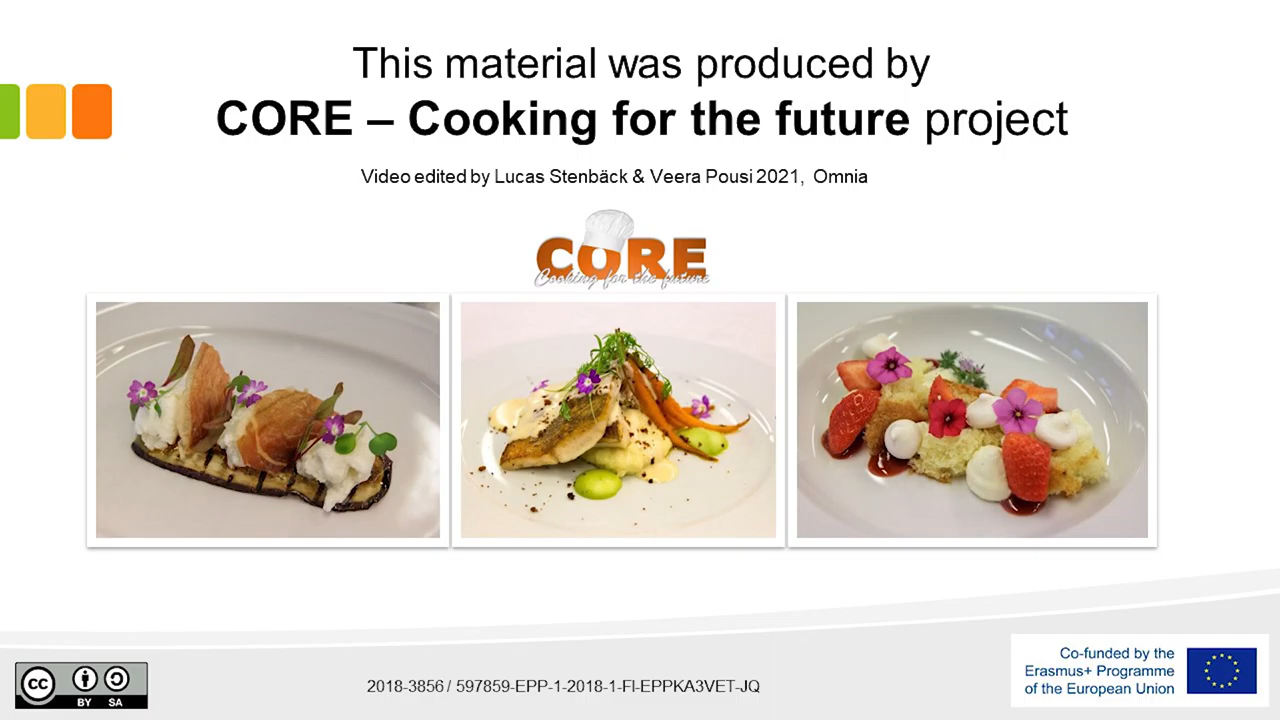 This material was produced by
CORE – Cooking for the future project
Video edited by Lucas Stenbäck & Veera Pousi 2021, Omnia
CORE
Cooking for the future
cc
BY SA
2018-3856 / 597859-EPP-1-2018-1-FI-EPPKA3VET-JQ
Co-funded by the
Erasmus+ Programme
of the European Union